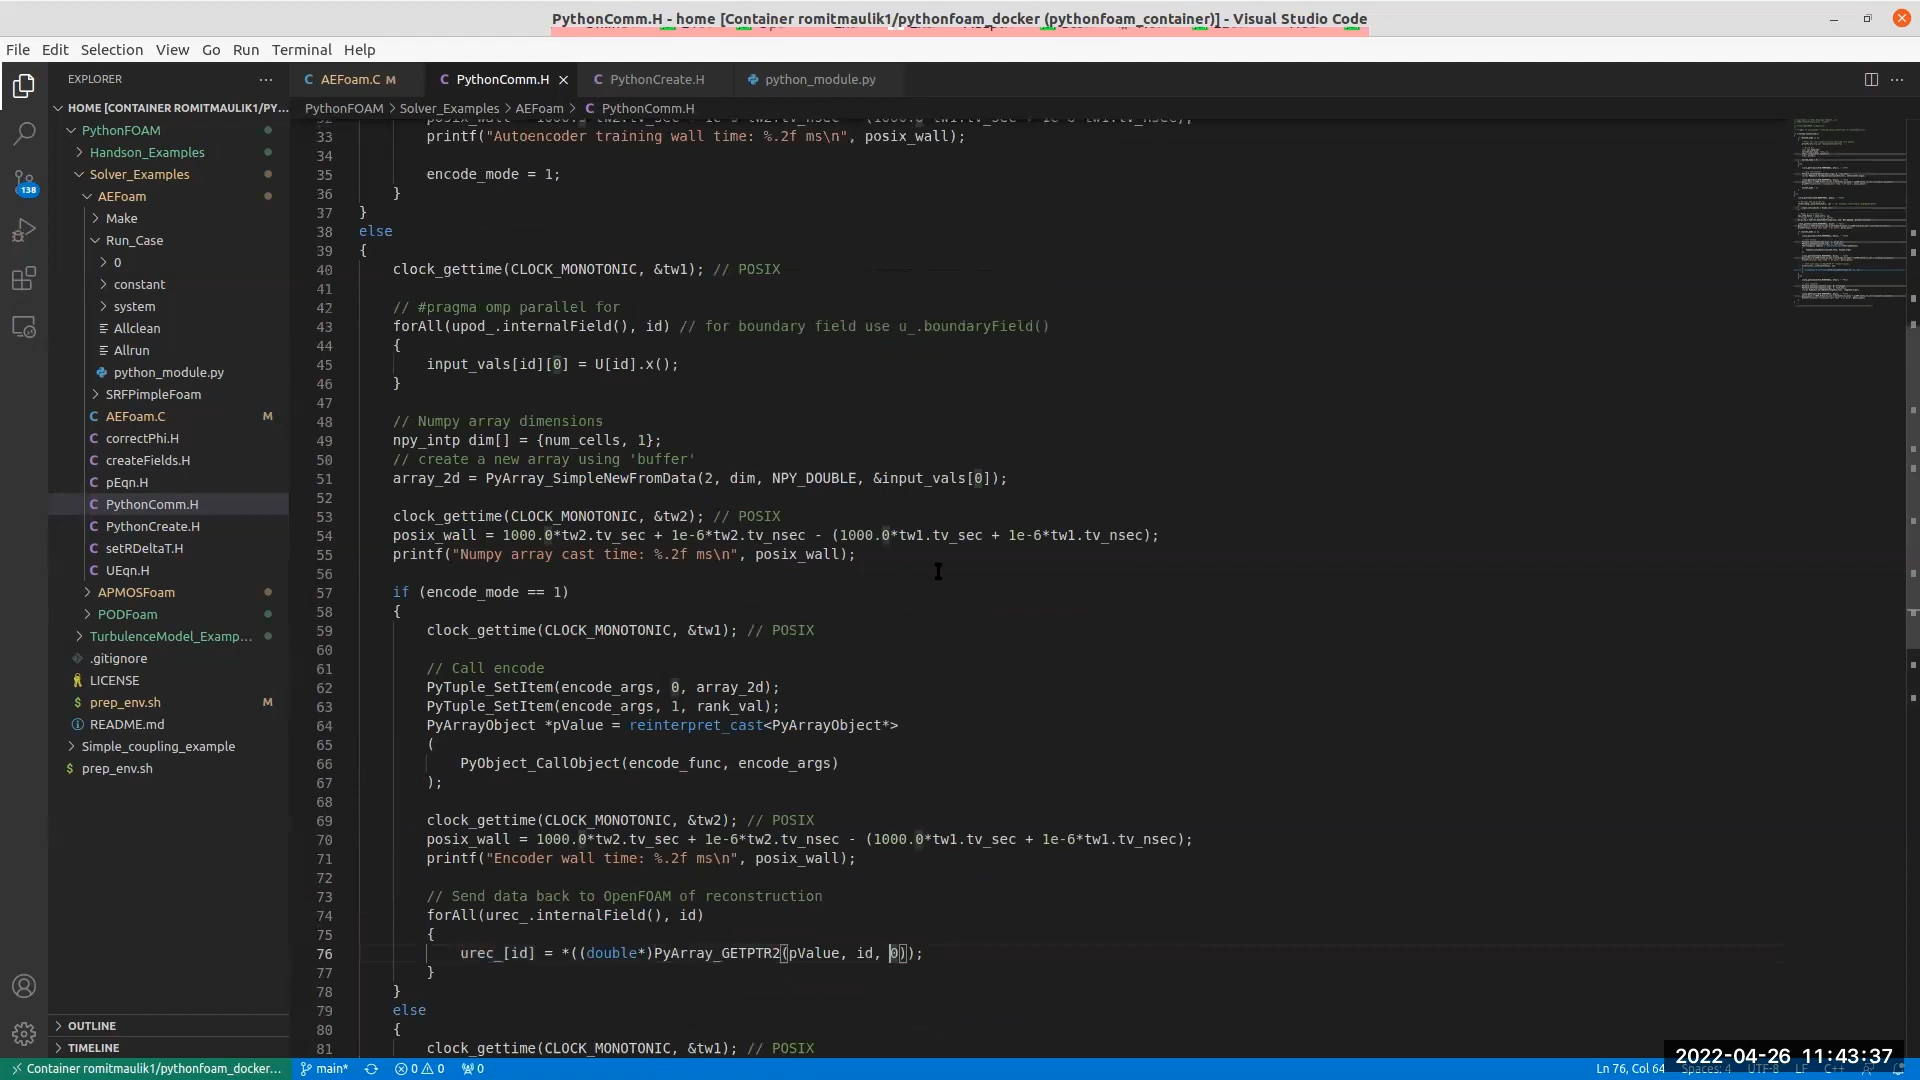 PythonComm.H - home [Container romitmaulik1/pythonfoam_docker (pythonfoam_container)] - Visual Studio Code
File Edit Selection View Go Run Terminal Help
EXPLORER
HOME [CONTAINER ROMITMAULIK1/PY...
PythonFOAM
Handson_Examples
Solver_Examples
AEFoam
Make
Run_Case
0
constant
system
Allclean
Allrun
python_module.py
SRFPimpleFoam
AEFoam.C M
correctPhi.H
createFields.H
pEqn.H
PythonComm.H
PythonCreate.H
setRDeltaT.H
UEqn.H
APMOSFoam
PODFoam
TurbulenceModel_Examp...
.gitignore
LICENSE
prep_env.sh M
README.md
Simple_coupling_example
prep_env.sh
OUTLINE
TIMELINE
138
AEFoam.C M PythonComm.H PythonCreate.H python_module.py
PythonFOAM > Solver_Examples > AEFoam > PythonComm.H
33 printf("Autoencoder training wall time: %.2f ms\n", posix_wall);
34
35 encode_mode = 1;
36 }
37 }
38 else
39 {
40 clock_gettime(CLOCK_MONOTONIC, &tw1); // POSIX
41
42 // #pragma omp parallel for
43 forAll(upod_.internalField(), id) // for boundary field use u_.boundaryField()
44 {
45 input_vals[id][0] = U[id].x();
46 }
47
48 // Numpy array dimensions
49 npy_intp dim[] = {num_cells, 1};
50 // create a new array using 'buffer'
51 array_2d = PyArray_SimpleNewFromData(2, dim, NPY_DOUBLE, &input_vals[0]);
52
53 clock_gettime(CLOCK_MONOTONIC, &tw2); // POSIX
54 posix_wall = 1000.0*tw2.tv_sec + 1e-6*tw2.tv_nsec - (1000.0*tw1.tv_sec + 1e-6*tw1.tv_nsec);
55 printf("Numpy array cast time: %.2f ms\n", posix_wall);
56
57 if (encode_mode == 1)
58 {
59 clock_gettime(CLOCK_MONOTONIC, &tw1); // POSIX
60
61 // Call encode
62 PyTuple_SetItem(encode_args, 0, array_2d);
63 PyTuple_SetItem(encode_args, 1, rank_val);
64 PyArrayObject *pValue = reinterpret_cast<PyArrayObject*>
65 (
66 PyObject_CallObject(encode_func, encode_args)
67 );
68
69 clock_gettime(CLOCK_MONOTONIC, &tw2); // POSIX
70 posix_wall = 1000.0*tw2.tv_sec + 1e-6*tw2.tv_nsec - (1000.0*tw1.tv_sec + 1e-6*tw1.tv_nsec);
71 printf("Encoder wall time: %.2f ms\n", posix_wall);
72
73 // Send data back to OpenFOAM of reconstruction
74 forAll(urec_.internalField(), id)
75 {
76 urec_[id] = *((double*)PyArray_GETPTR2(pValue, id, 0));
77 }
78 }
79 else
80 {
81 clock_gettime(CLOCK_MONOTONIC, &tw1); // POSIX
Container romitmaulik1/pythonfoam_docker... main* 0 0 0 Ln 76, Col 64 Spaces: 4 UTF-8 LF C++
2022-04-26 11:43:37